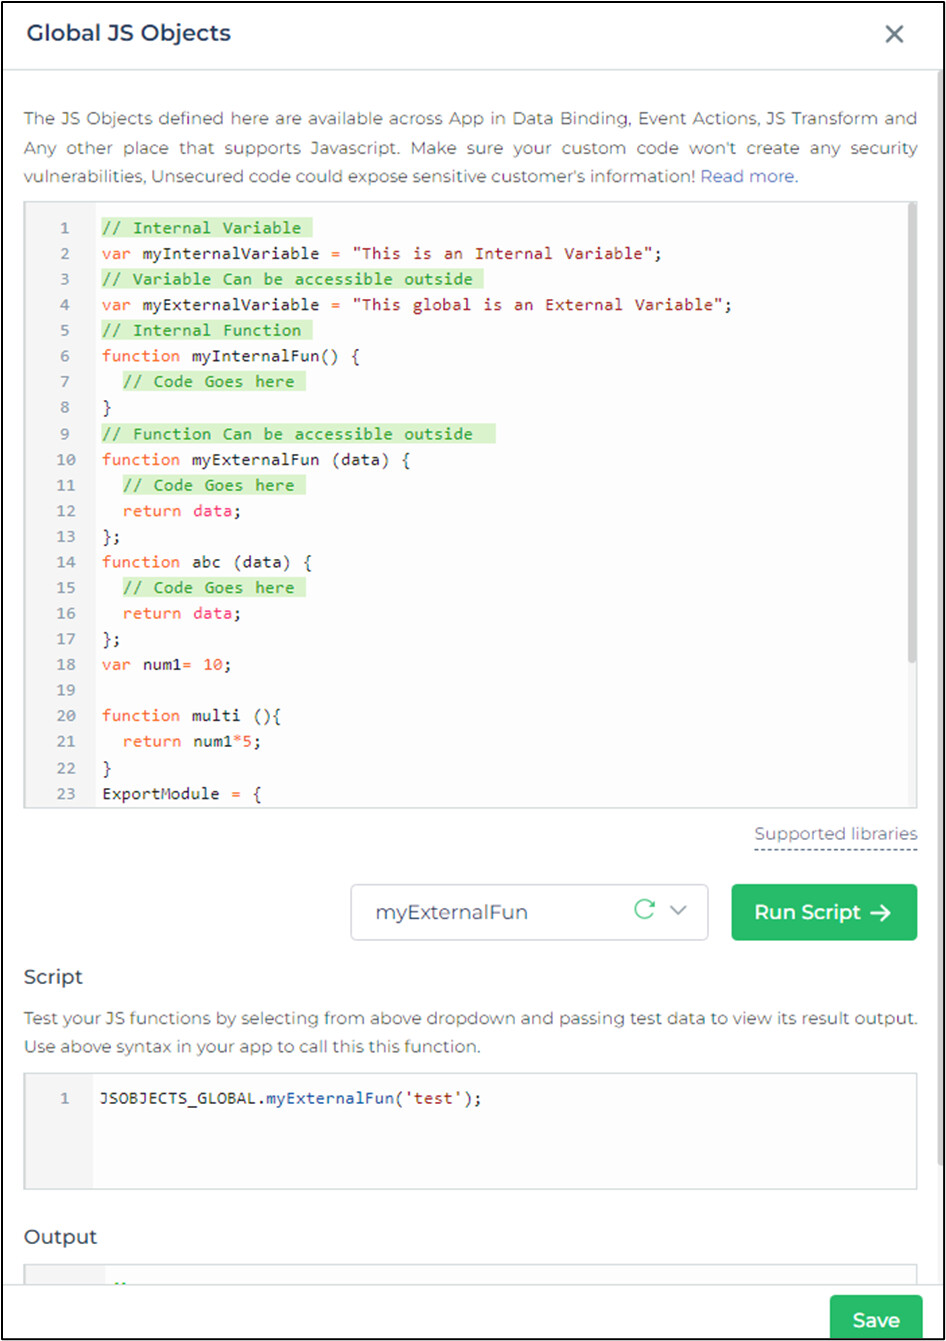 Global JS Objects
The JS Objects defined here are available across App in Data Binding, Event Actions, JS Transform and
Any other place that supports Javascript. Make sure your custom code won't create any security
vulnerabilities, Unsecured code could expose sensitive customer's information! Read more.
1 // Internal Variable
2 var myInternalVariable = "This is an Internal Variable";
3 // Variable Can be accessible outside
4 var myExternalVariable = "This global is an External Variable";
5 // Internal Function
6 function myInternalFun() {
7 // Code Goes here
8 }
9 // Function Can be accessible outside
10 function myExternalFun (data) {
11 // Code Goes here
12 return data;
13 };
14 function abc (data) {
15 // Code Goes here
16 return data;
17 };
18 var num1= 10;
19
20 function multi (){
21 return num1*5;
22 }
23 ExportModule = {
Supported libraries
myExternalFun
Run Script →
Script
Test your JS functions by selecting from above dropdown and passing test data to view its result output.
Use above syntax in your app to call this this function.
1 JSOBJECTS_GLOBAL.myExternalFun('test');
Output
Save